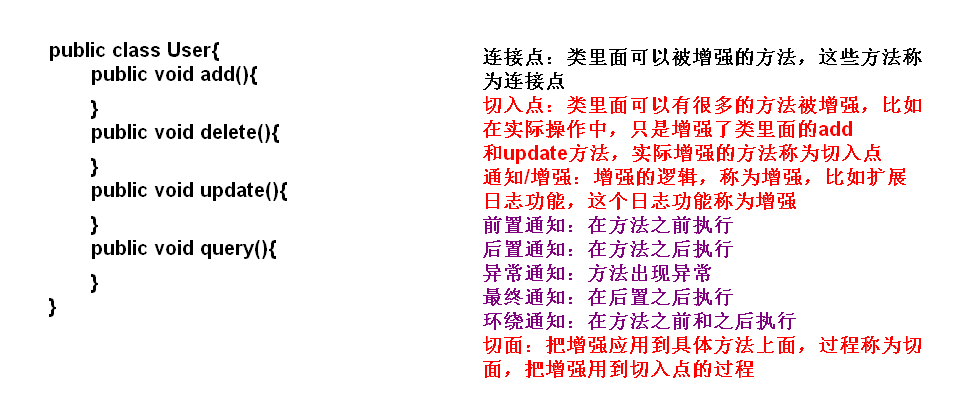 public class User{
public void add(){
}
public void delete(){
}
public void update(){
}
public void query(){
}
}
连接点：类里面可以被增强的方法，这些方法称
为连接点
切入点：类里面可以有很多的方法被增强，比如
在实际操作中，只是增强了类里面的add
和update方法，实际增强的方法称为切入点
通知/增强：增强的逻辑，称为增强，比如扩展
日志功能，这个日志功能称为增强
前置通知：在方法之前执行
后置通知：在方法之后执行
异常通知：方法出现异常
最终通知：在后置之后执行
环绕通知：在方法之前和之后执行
切面：把增强应用到具体方法上面，过程称为切
面，把增强用到切入点的过程